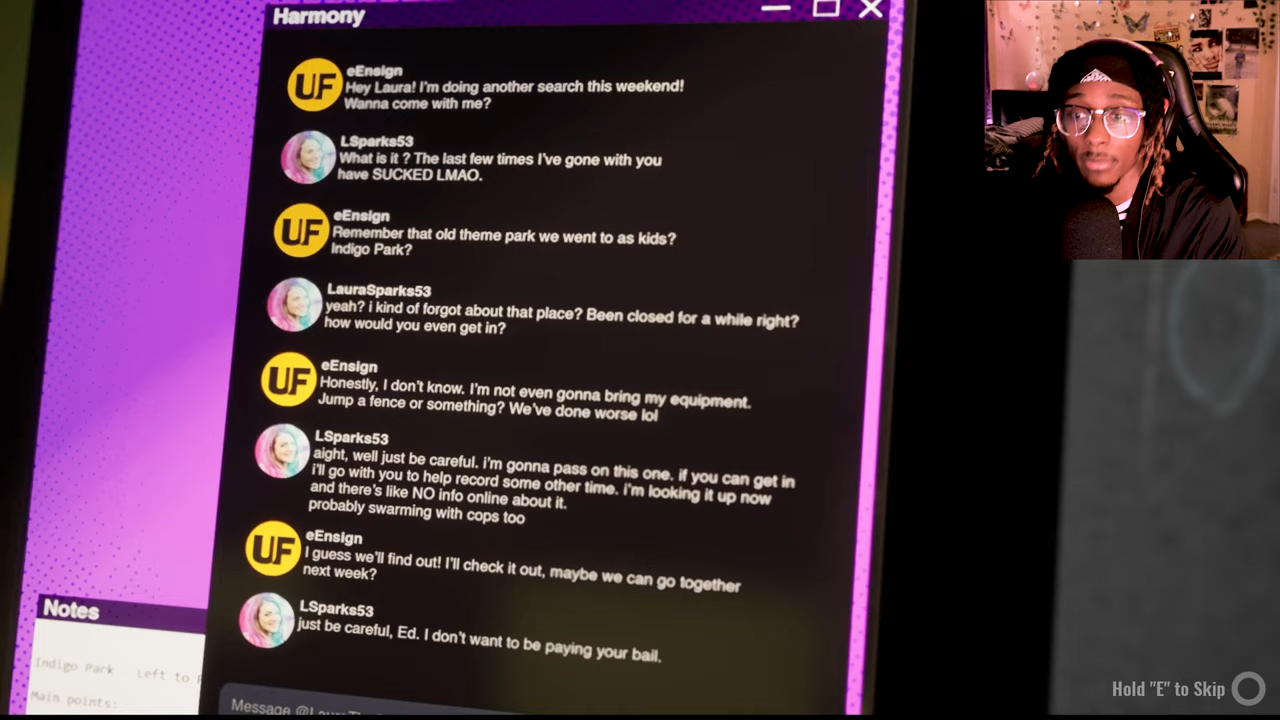 Harmony
UF
eEnsign
Hey Laura! I'm doing another search this weekend!
Wanna come with me?
LSparks53
What is it ? The last few times I've gone with you
have SUCKED LMAO.
UF
eEnsign
Remember that old theme park we went to as kids?
Indigo Park?
LauraSparks53
yeah? i kind of forgot about that place? Been closed for a while right?
how would you even get in?
UF
eEnsign
Honestly, I don't know. I'm not even gonna bring my equipment.
Jump a fence or something? We've done worse lol
LSparks53
aight, well just be careful. i'm gonna pass on this one. if you can get in
i'll go with you to help record some other time. i'm looking it up now
and there's like NO info online about it.
probably swarming with cops too
UF
eEnsign
I guess we'll find out! I'll check it out, maybe we can go together
next week?
LSparks53
just be careful, Ed. I don't want to be paying your bail.
Notes
Indigo Park Left to
Main points:
Message
Hold "E" to Skip